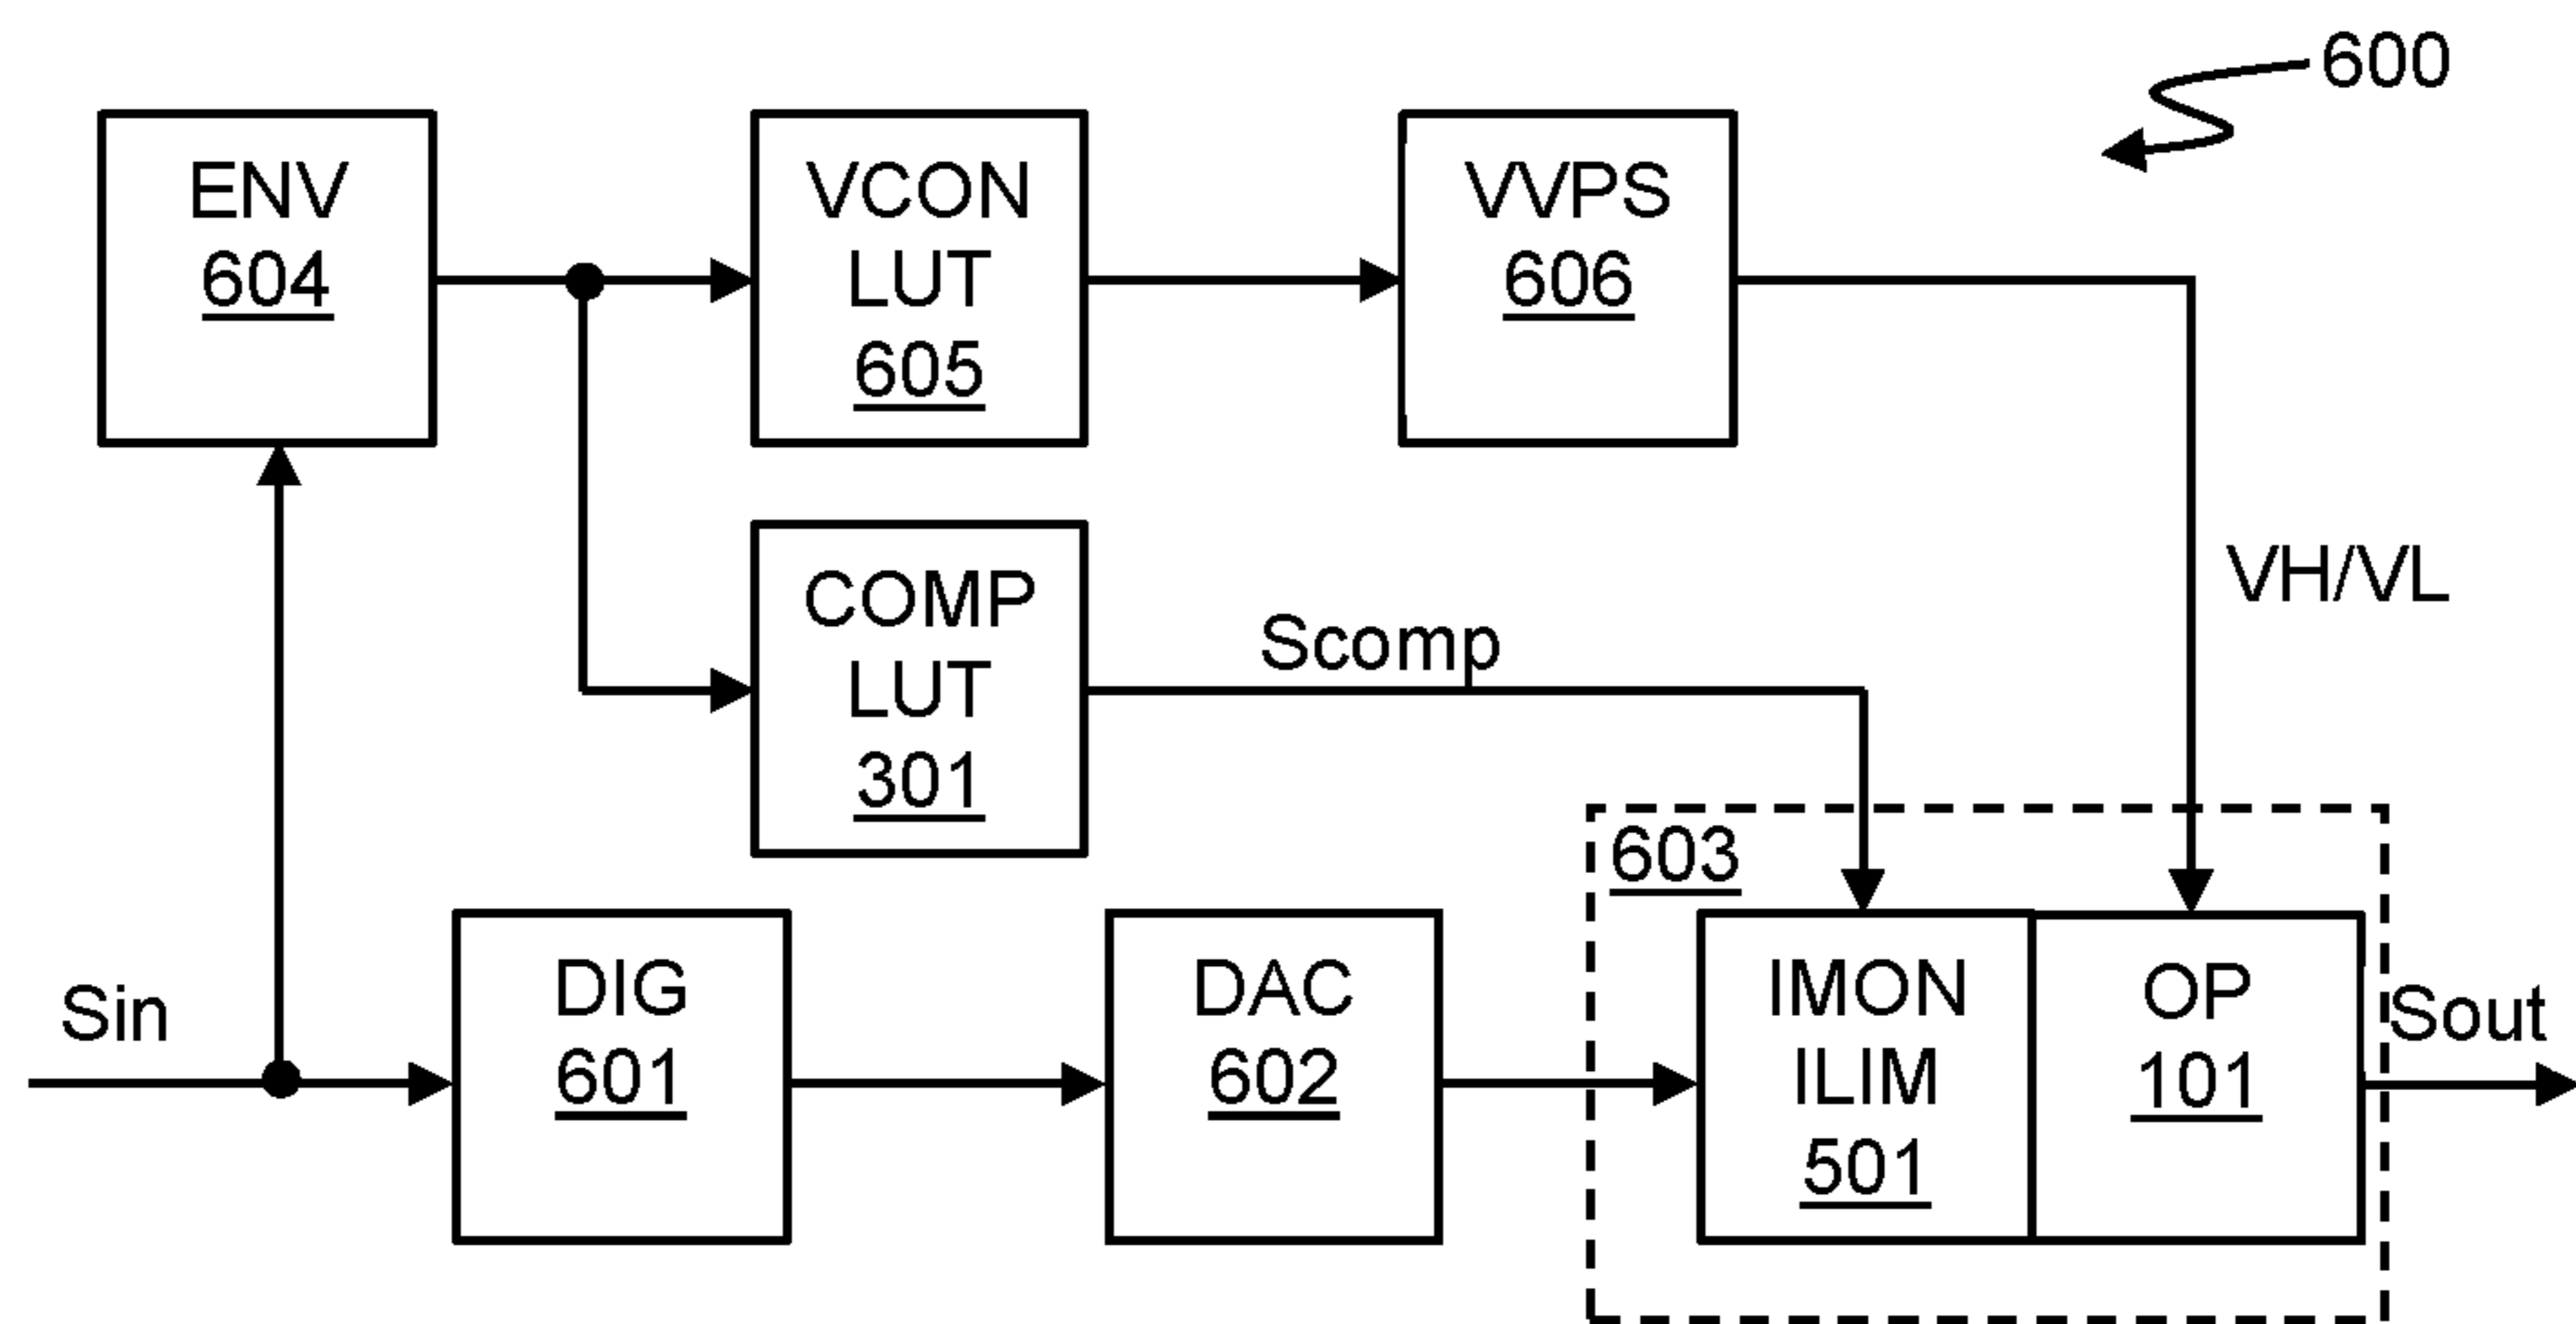 600
ENV
604
VCON
LUT
605
VVPS
606
COMP
LUT
301
Scomp
VH/VL
603
Sin
DIG
601
DAC
602
IMON
ILIM
501
OP
101
Sout